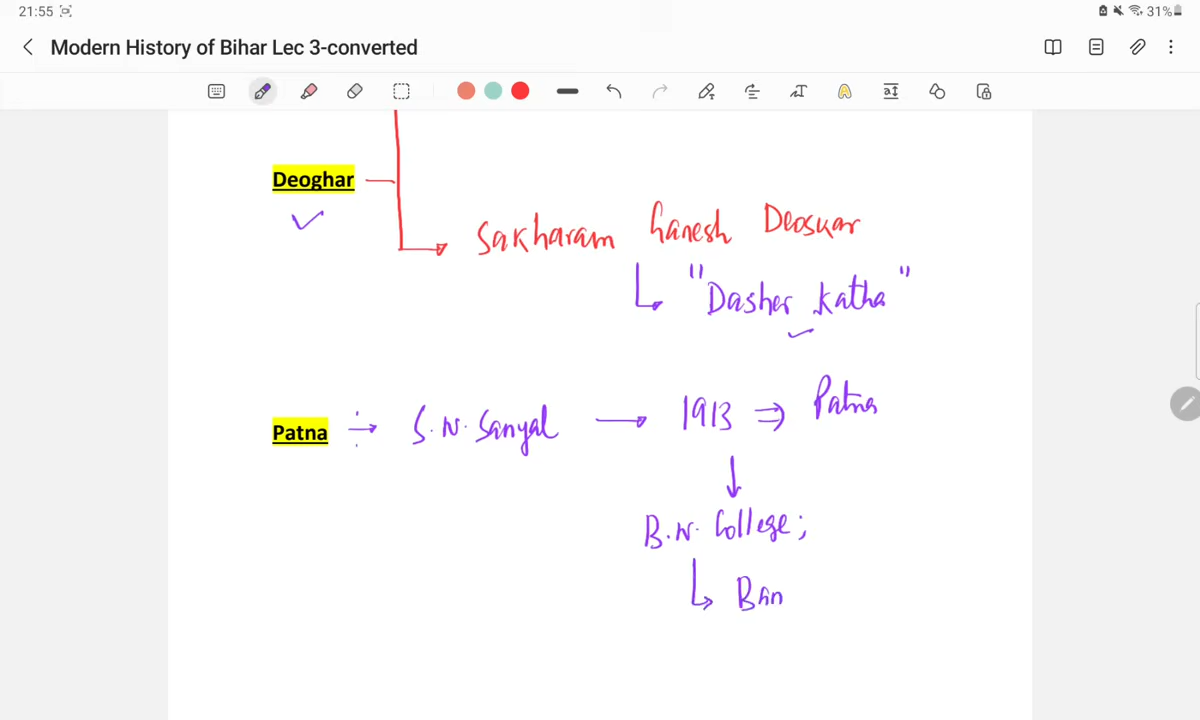 21:55 31%
Modern History of Bihar Lec 3-converted
Deoghar
Sakharam Ganesh Deoskar
"Dasher Katha"
Patna → S.N. Sanyal → 1913 ⇒ Patna
B.N. College;
Ban